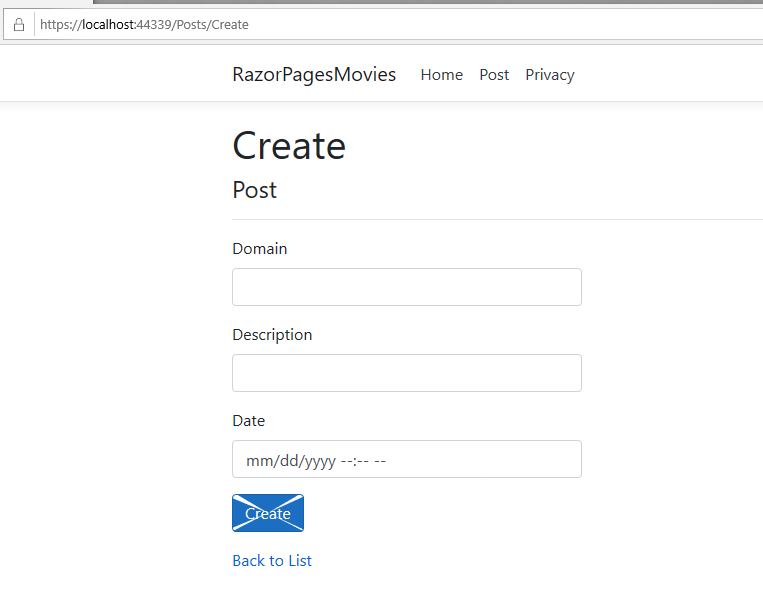 https://localhost:44339/Posts/Create
RazorPagesMovies Home Post Privacy
Create
Post
Domain
Description
Date
mm/dd/yyyy --:-- --
Create
Back to List